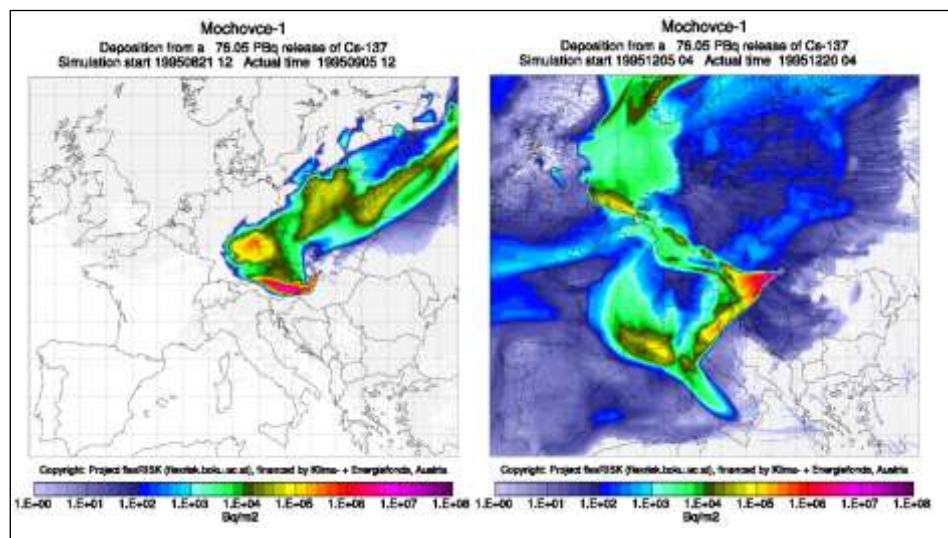 Mochovce-1
Deposition from a 76.05 PBq release of Cs-137
Simulation start 19950821 12 Actual time 19950905 12
Copyright: Project flexRISK (flexrisk.boku.ac.at), financed by Klima- + Energiefonds, Austria
1.E+00 1.E+01 1.E+02 1.E+03 1.E+04 1.E+05 1.E+06 1.E+07 1.E+08
Bq/m2
Mochovce-1
Deposition from a 76.05 PBq release of Cs-137
Simulation start 19951205 04 Actual time 19951220 04
Copyright: Project flexRISK (flexrisk.boku.ac.at), financed by Klima- + Energiefonds, Austria
1.E+00 1.E+01 1.E+02 1.E+03 1.E+04 1.E+05 1.E+06 1.E+07 1.E+08
Bq/m2